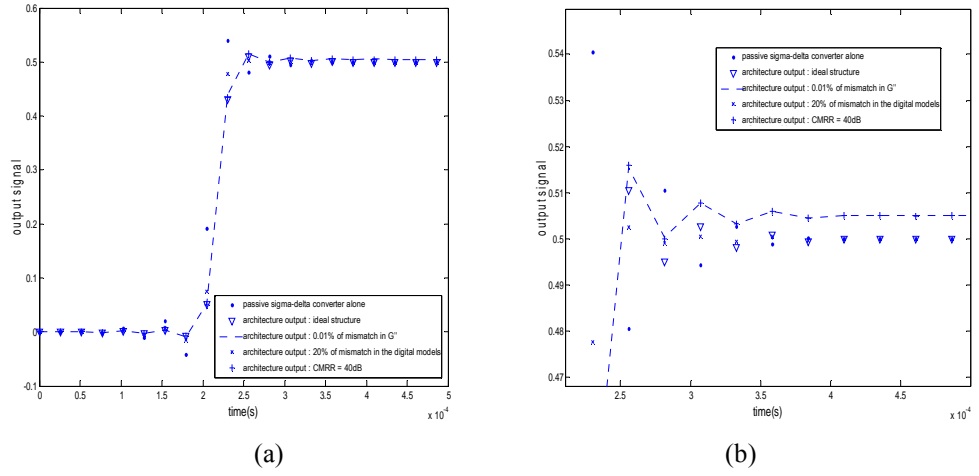 0.6
0.5
0.4
0.3
0.2
0.1
0
-0.1
output signal
passive sigma-delta converter alone
architecture output : ideal structure
architecture output : 0.01% of mismatch in G''
architecture output : 20% of mismatch in the digital models
architecture output : CMRR = 40dB
0 0.5 1 1.5 2 2.5 3 3.5 4 4.5 5
x 10⁻⁴
time(s)
(a)
0.54
0.53
0.52
0.51
0.5
0.49
0.48
0.47
output signal
passive sigma-delta converter alone
architecture output : ideal structure
architecture output : 0.01% of mismatch in G''
architecture output : 20% of mismatch in the digital models
architecture output : CMRR = 40dB
2.5 3 3.5 4 4.5 5
x 10⁻⁴
time(s)
(b)